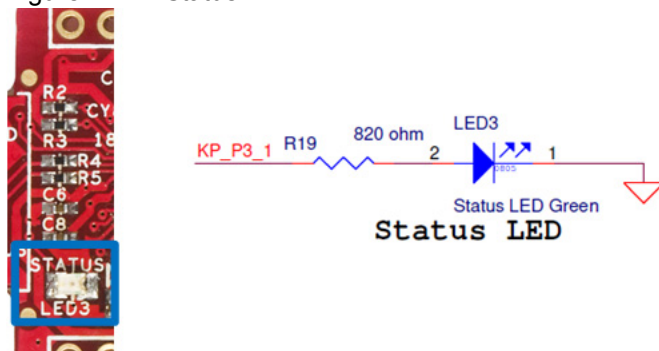 R2
R3
R4
R5
C6
C8
STATUS
LED3
KP_P3_1
R19
820 ohm
2
LED3
1
0805
Status LED Green
Status LED